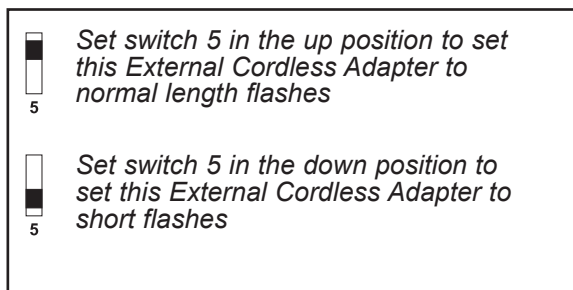 Set switch 5 in the up position to set
this External Cordless Adapter to
normal length flashes
5
Set switch 5 in the down position to
set this External Cordless Adapter to
short flashes
5